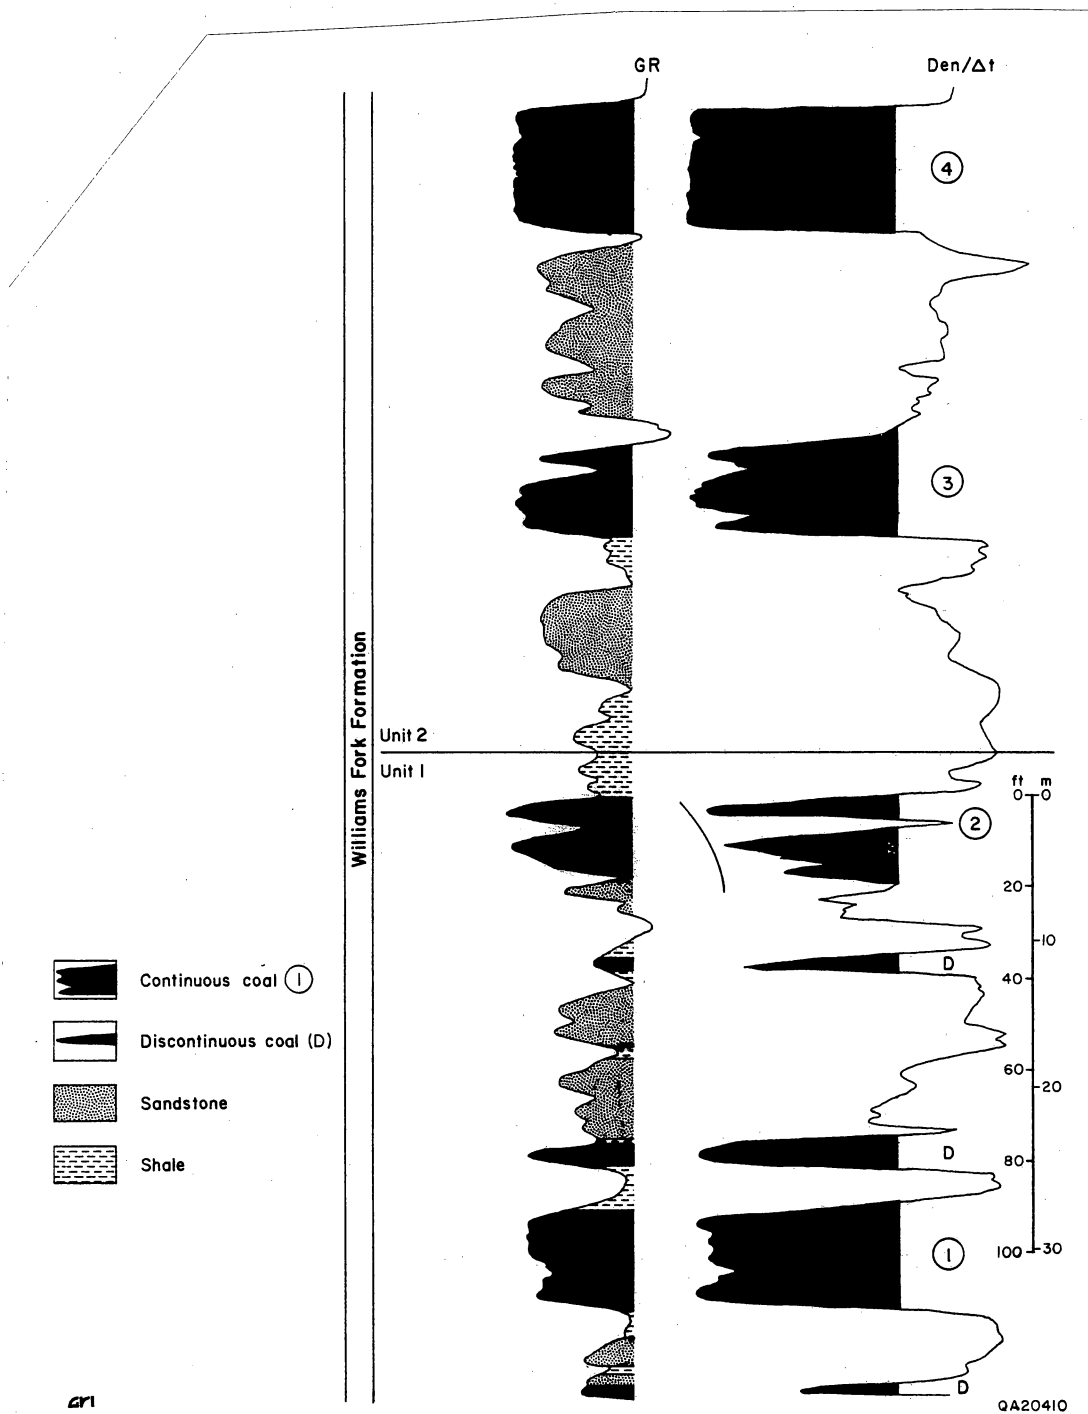 GR
Den/Δt
4
3
Williams Fork Formation
Unit 2
Unit 1
ft m
0 0
2
20
10
D
40
60
20
D
80
100 30
1
D
Continuous coal 1
Discontinuous coal (D)
Sandstone
Shale
GRI
QA20410